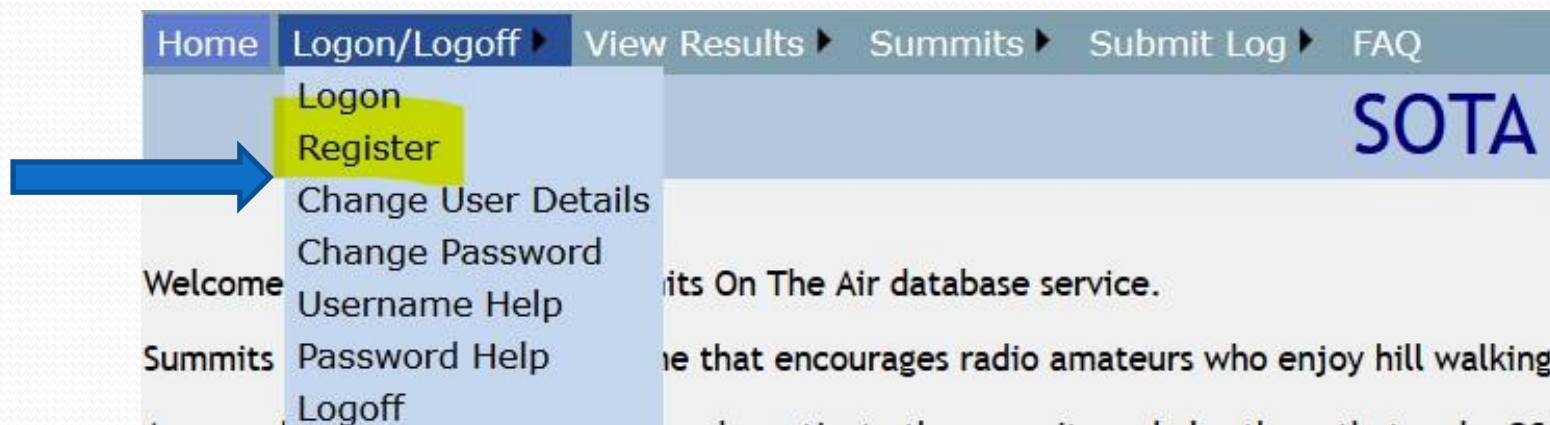 Home Logon/Logoff View Results Summits Submit Log FAQ
Logon
SOTA
Register
Change User Details
Change Password
Welcome its On The Air database service.
Username Help
Summits Password Help e that encourages radio amateurs who enjoy hill walking
Logoff